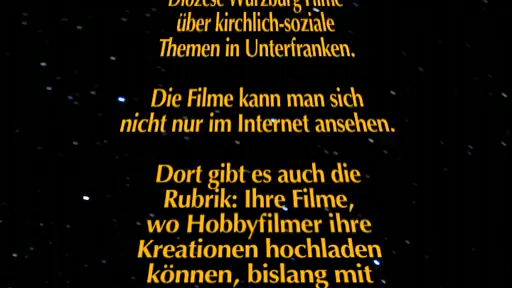 Diözese Würzburg Filme
über kirchlich-soziale
Themen in Unterfranken.
Die Filme kann man sich
nicht nur im Internet ansehen.
Dort gibt es auch die
Rubrik: Ihre Filme,
wo Hobbyfilmer ihre
Kreationen hochladen
können, bislang mit